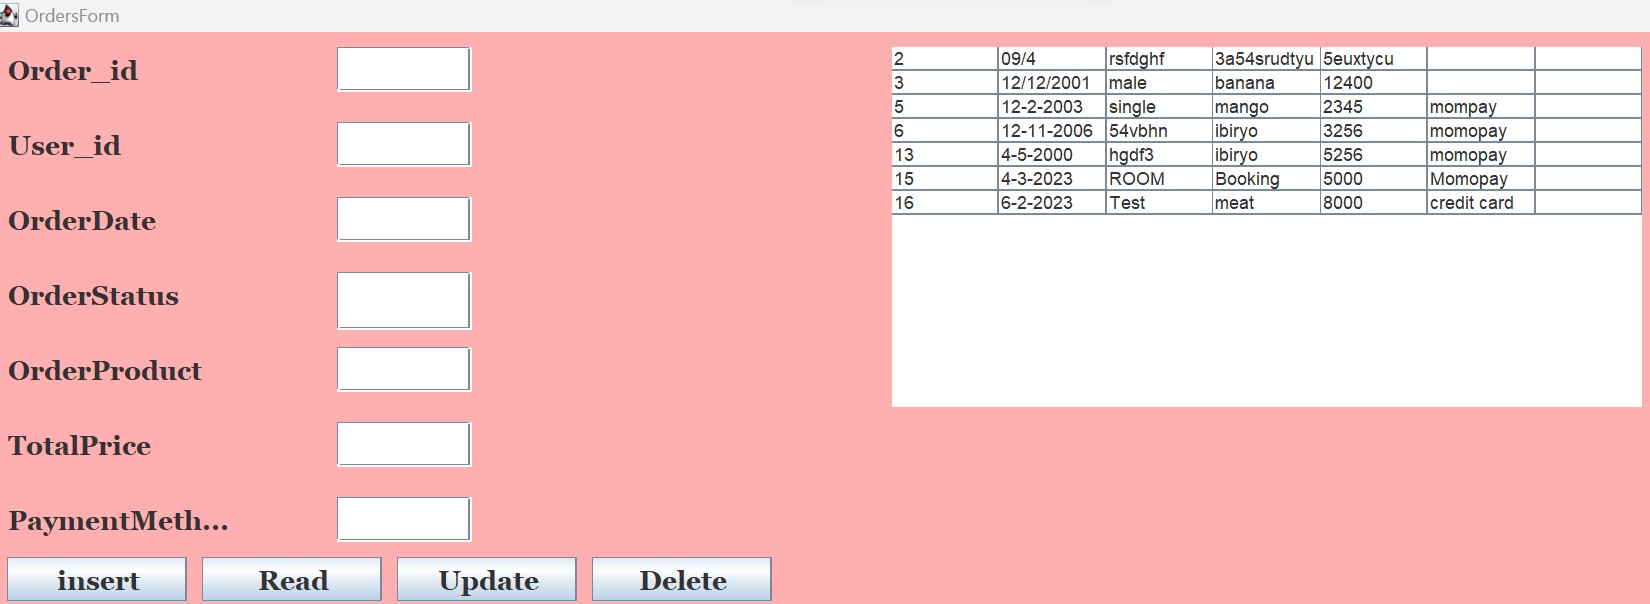 OrdersForm
Order_id
User_id
OrderDate
OrderStatus
OrderProduct
TotalPrice
PaymentMeth...
insert Read Update Delete
2 09/4 rsfdghf 3a54srudtyu 5euxtycu
3 12/12/2001 male banana 12400
5 12-2-2003 single mango 2345 mompay
6 12-11-2006 54vbhn ibiryo 3256 momopay
13 4-5-2000 hgdf3 ibiryo 5256 momopay
15 4-3-2023 ROOM Booking 5000 Momopay
16 6-2-2023 Test meat 8000 credit card